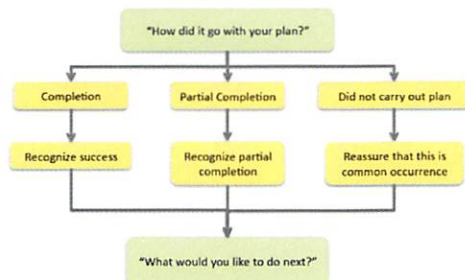 "How did it go with your plan?"
Completion
Partial Completion
Did not carry out plan
Recognize success
Recognize partial
completion
Reassure that this is
common occurrence
"What would you like to do next?"